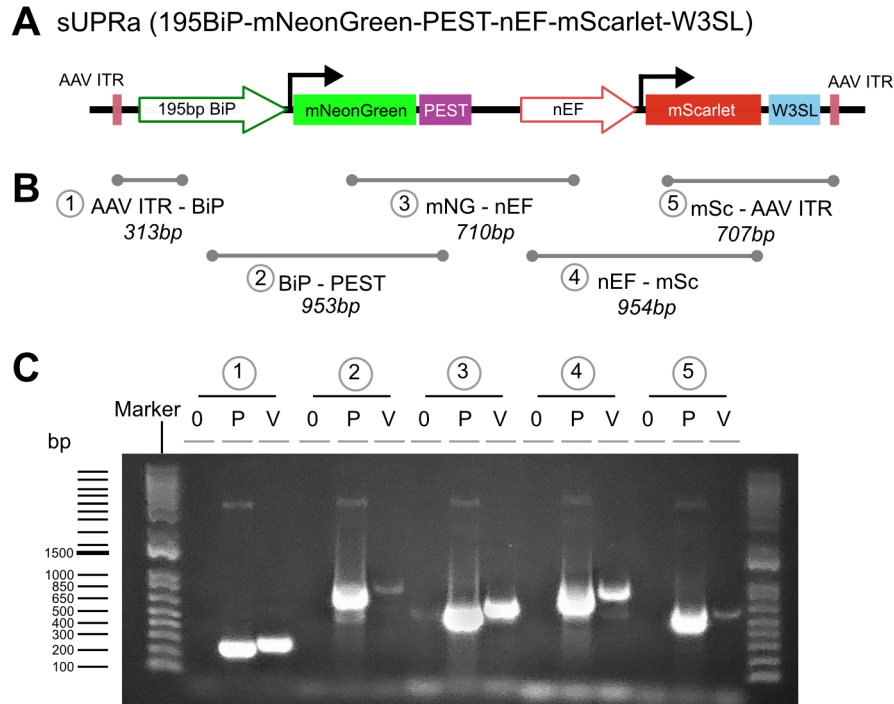 A sUPRa (195BiP-mNeonGreen-PEST-nEF-mScarlet-W3SL)
AAV ITR
AAV ITR
195bp BiP
mNeonGreen
PEST
nEF
mScarlet
W3SL
B
1 AAV ITR - BiP
313bp
3 mNG - nEF
710bp
5 mSc - AAV ITR
707bp
2 BiP - PEST
953bp
4 nEF - mSc
954bp
C
1 2 3 4 5
Marker
0 P V 0 P V 0 P V 0 P V 0 P V
bp
1500
1000
850
650
500
400
300
200
100